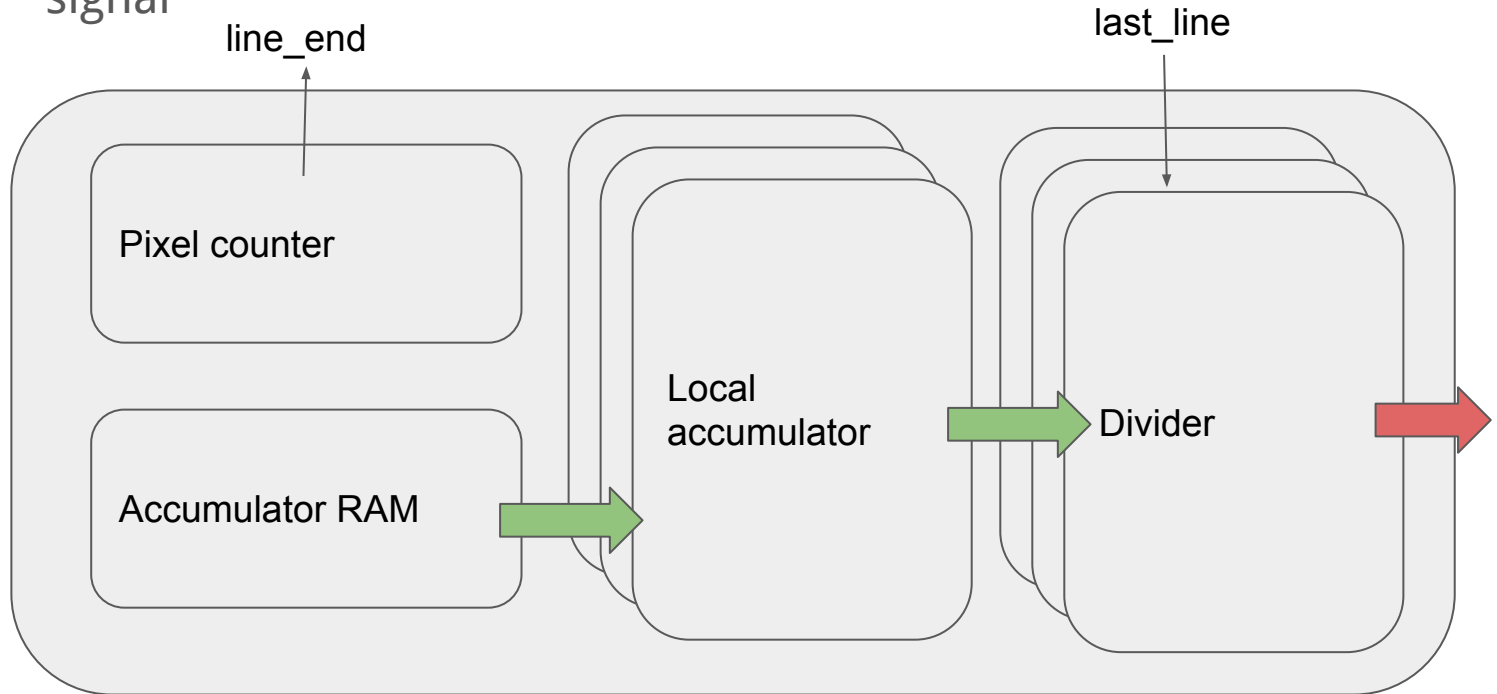 signal
line_end
last_line
Pixel counter
Local
accumulator
Divider
Accumulator RAM